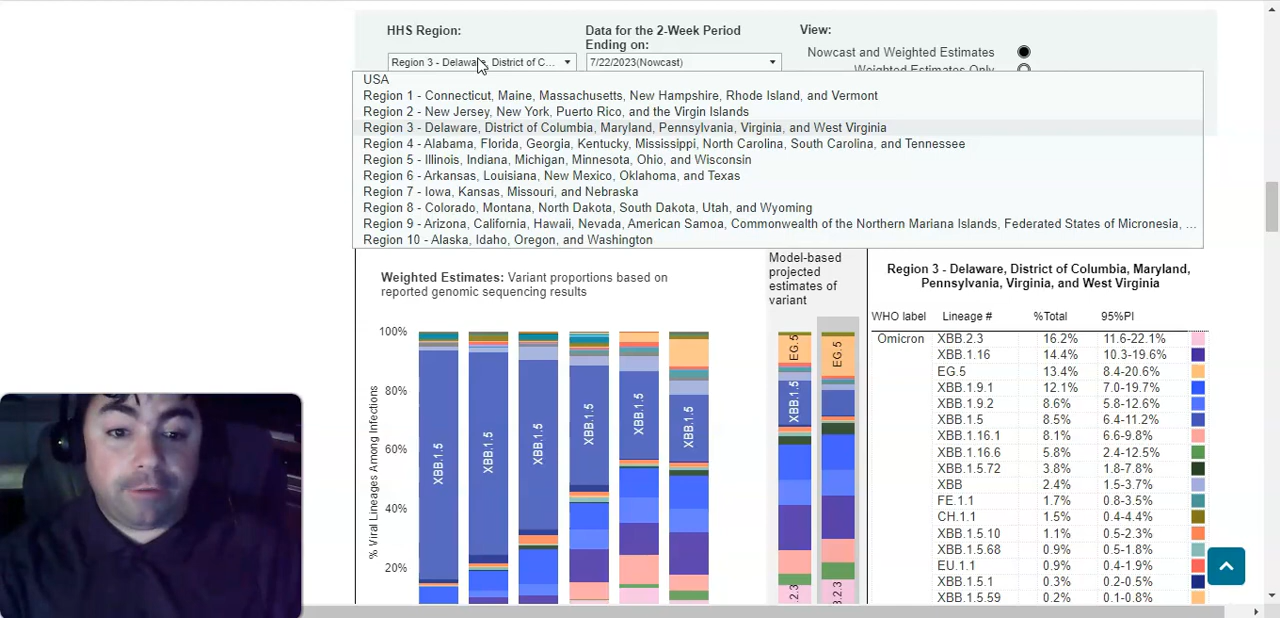 HHS Region:
Data for the 2-Week Period
Ending on:
View:
Region 3 - Delaware, District of C...
7/22/2023(Nowcast)
Nowcast and Weighted Estimates
Weighted Estimates Only
USA
Region 1 - Connecticut, Maine, Massachusetts, New Hampshire, Rhode Island, and Vermont
Region 2 - New Jersey, New York, Puerto Rico, and the Virgin Islands
Region 3 - Delaware, District of Columbia, Maryland, Pennsylvania, Virginia, and West Virginia
Region 4 - Alabama, Florida, Georgia, Kentucky, Mississippi, North Carolina, South Carolina, and Tennessee
Region 5 - Illinois, Indiana, Michigan, Minnesota, Ohio, and Wisconsin
Region 6 - Arkansas, Louisiana, New Mexico, Oklahoma, and Texas
Region 7 - Iowa, Kansas, Missouri, and Nebraska
Region 8 - Colorado, Montana, North Dakota, South Dakota, Utah, and Wyoming
Region 9 - Arizona, California, Hawaii, Nevada, American Samoa, Commonwealth of the Northern Mariana Islands, Federated States of Micronesia, ...
Region 10 - Alaska, Idaho, Oregon, and Washington
Weighted Estimates: Variant proportions based on
reported genomic sequencing results
Model-based
projected
estimates of
variant
% Viral Lineages Among Infections
100%
80%
60%
40%
20%
XBB.1.5
XBB.1.5
XBB.1.5
XBB.1.5
XBB.1.5
XBB.1.5
EG.5
XBB.1.5
.2.3
EG.5
3.2.3
Region 3 - Delaware, District of Columbia, Maryland,
Pennsylvania, Virginia, and West Virginia
WHO label Lineage # %Total 95%PI
Omicron XBB.2.3 16.2% 11.6-22.1%
XBB.1.16 14.4% 10.3-19.6%
EG.5 13.4% 8.4-20.6%
XBB.1.9.1 12.1% 7.0-19.7%
XBB.1.9.2 8.6% 5.8-12.6%
XBB.1.5 8.5% 6.4-11.2%
XBB.1.16.1 8.1% 6.6-9.8%
XBB.1.16.6 5.8% 2.4-12.5%
XBB.1.5.72 3.8% 1.8-7.8%
XBB 2.4% 1.5-3.7%
FE.1.1 1.7% 0.8-3.5%
CH.1.1 1.5% 0.4-4.4%
XBB.1.5.10 1.1% 0.5-2.3%
XBB.1.5.68 0.9% 0.5-1.8%
EU.1.1 0.9% 0.4-1.9%
XBB.1.5.1 0.3% 0.2-0.5%
XBB.1.5.59 0.2% 0.1-0.8%